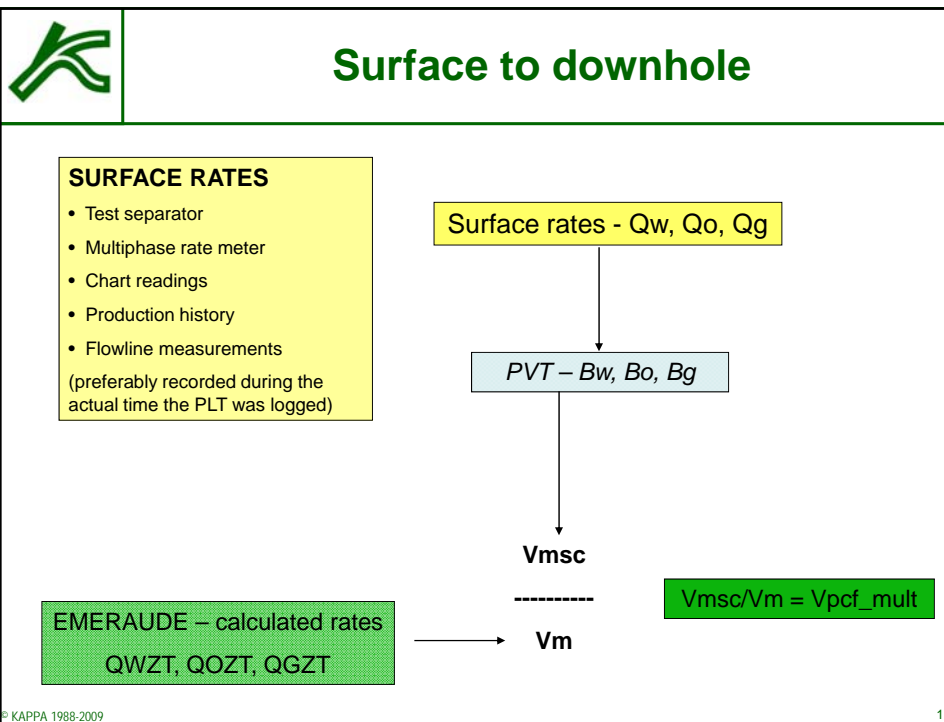 Surface to downhole
SURFACE RATES
• Test separator
• Multiphase rate meter
• Chart readings
• Production history
• Flowline measurements
(preferably recorded during the
actual time the PLT was logged)
Surface rates - Qw, Qo, Qg
PVT – Bw, Bo, Bg
Vmsc
----------
Vm
Vmsc/Vm = Vpcf_mult
EMERAUDE – calculated rates
QWZT, QOZT, QGZT
© KAPPA 1988-2009
1